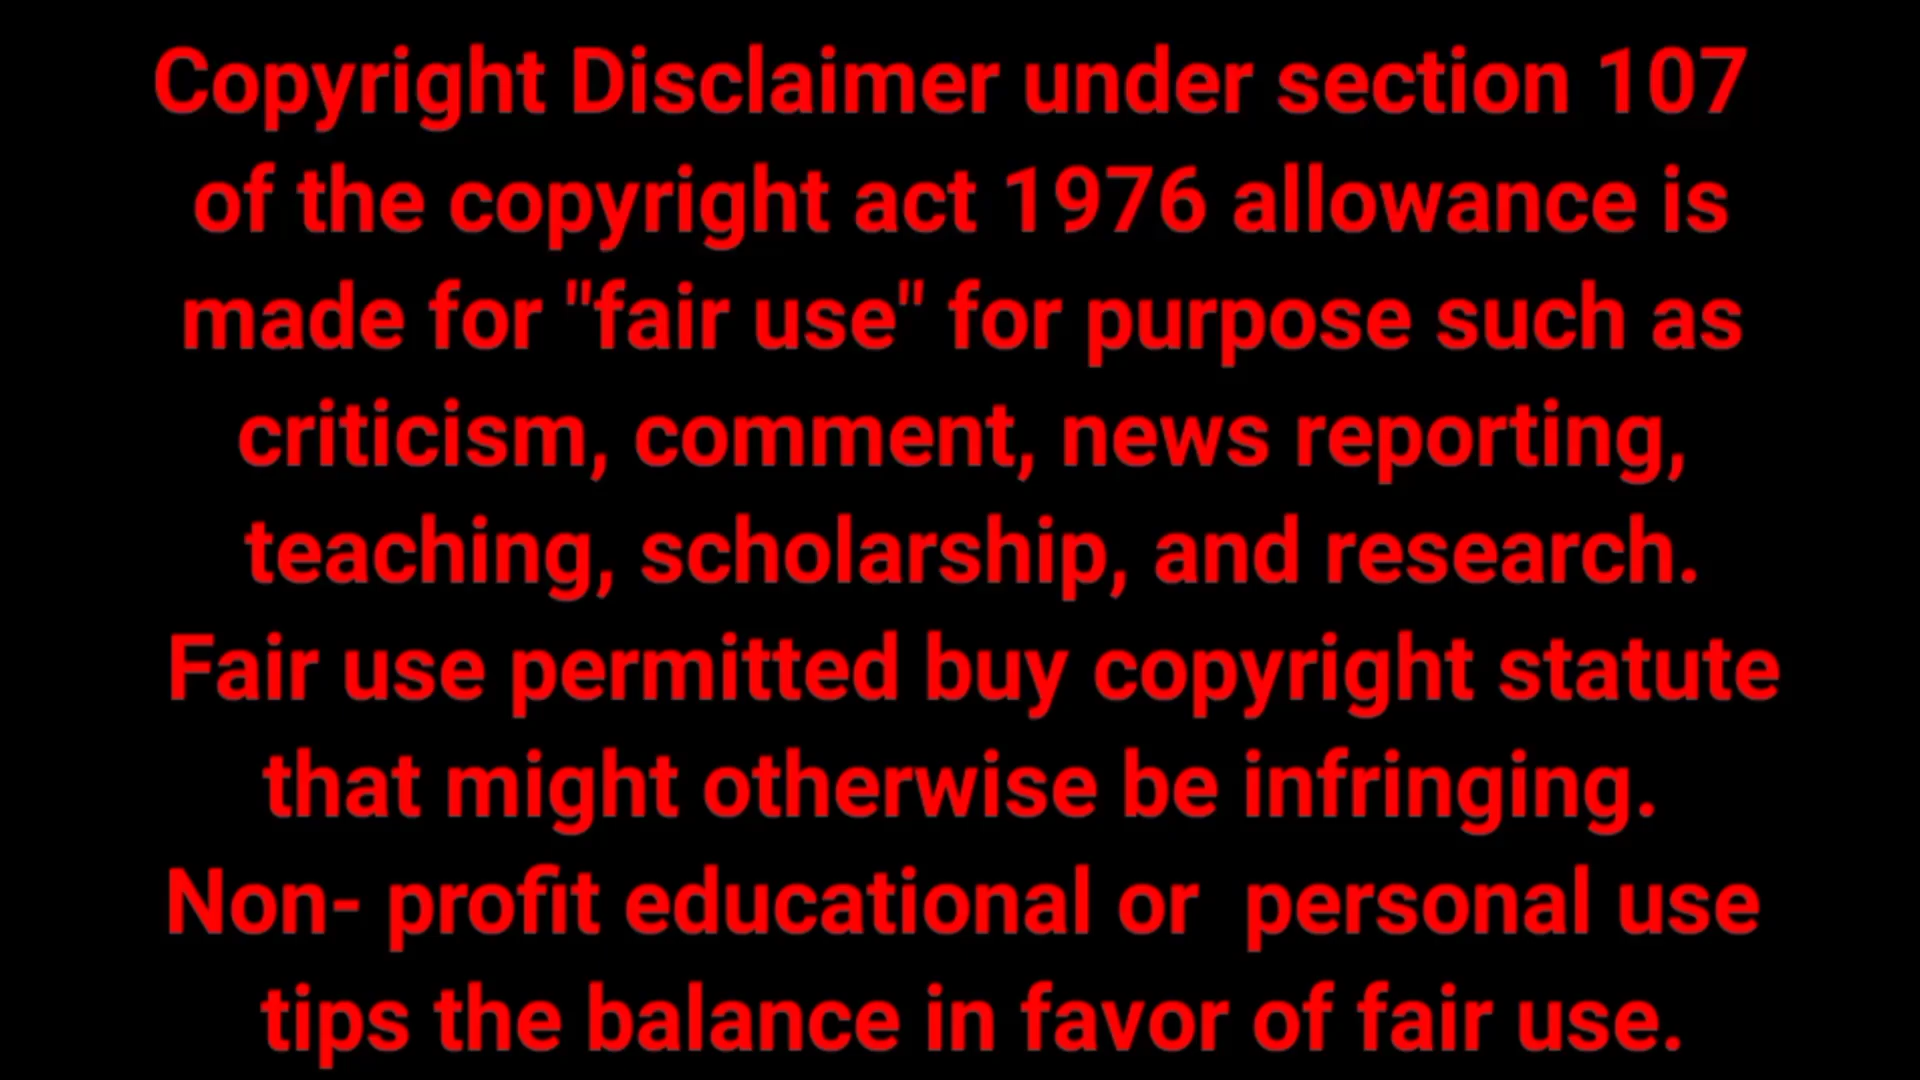 Copyright Disclaimer under section 107
of the copyright act 1976 allowance is
made for "fair use" for purpose such as
criticism, comment, news reporting,
teaching, scholarship, and research.
Fair use permitted buy copyright statute
that might otherwise be infringing.
Non- profit educational or  personal use
tips the balance in favor of fair use.